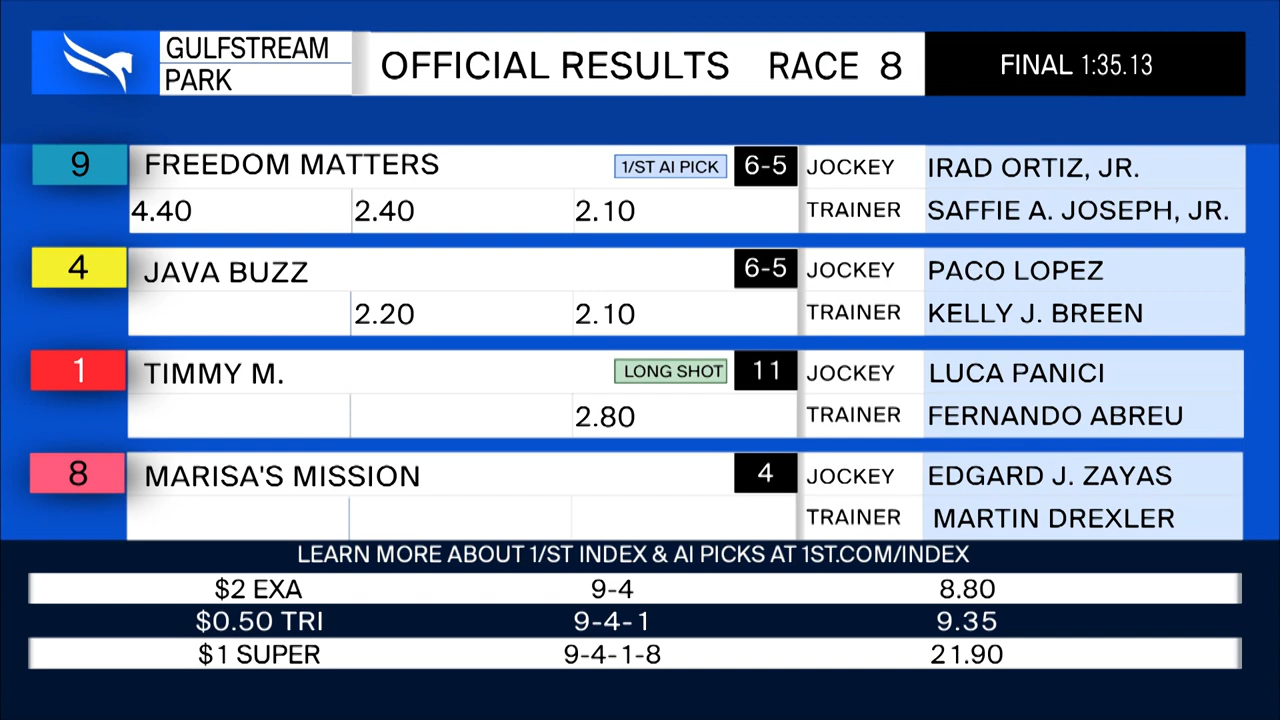 GULFSTREAM
PARK
OFFICIAL RESULTS RACE 8
FINAL 1:35.13
9 FREEDOM MATTERS 1/ST AI PICK 6-5 JOCKEY IRAD ORTIZ, JR.
4.40 2.40 2.10 TRAINER SAFFIE A. JOSEPH, JR.
4 JAVA BUZZ 6-5 JOCKEY PACO LOPEZ
2.20 2.10 TRAINER KELLY J. BREEN
1 TIMMY M. LONG SHOT 11 JOCKEY LUCA PANICI
2.80 TRAINER FERNANDO ABREU
8 MARISA'S MISSION 4 JOCKEY EDGARD J. ZAYAS
TRAINER MARTIN DREXLER
LEARN MORE ABOUT 1/ST INDEX & AI PICKS AT 1ST.COM/INDEX
$2 EXA 9-4 8.80
$0.50 TRI 9-4-1 9.35
$1 SUPER 9-4-1-8 21.90